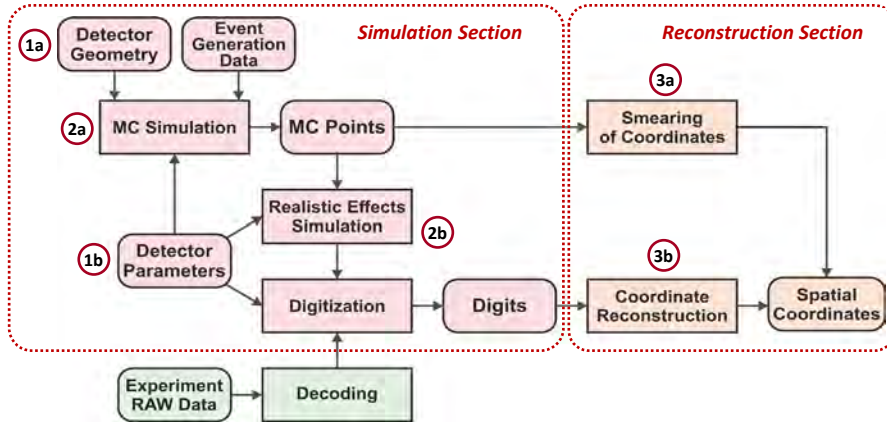 Detector
Geometry
Event
Generation
Data
Simulation Section
Reconstruction Section
1a
3a
2a
MC Simulation
MC Points
Smearing
of Coordinates
Realistic Effects
Simulation
2b
1b
Detector
Parameters
3b
Digitization
Digits
Coordinate
Reconstruction
Spatial
Coordinates
Experiment
RAW Data
Decoding